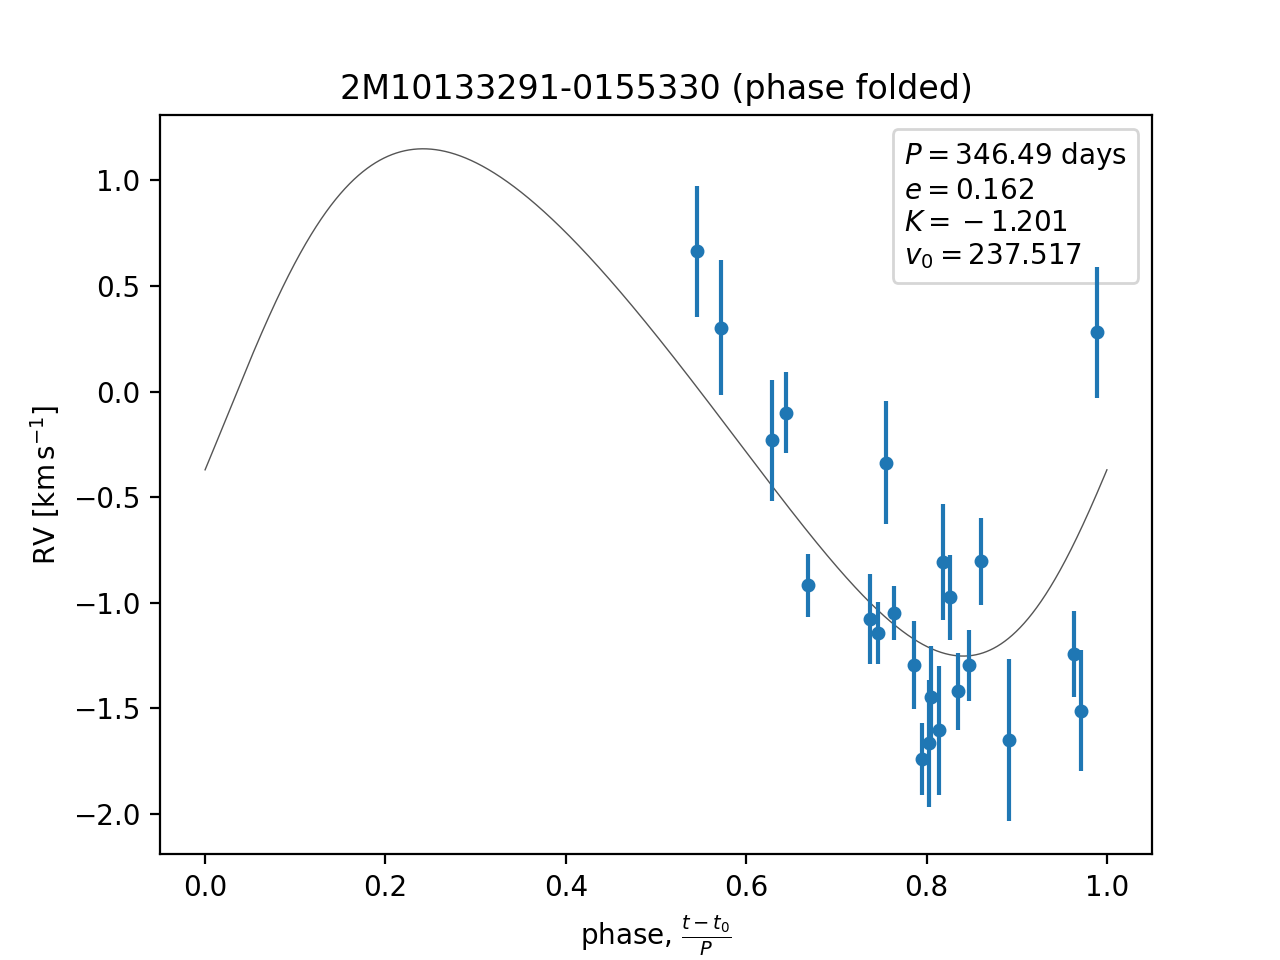 2M10133291-0155330 (phase folded)
P = 346.49 days
e = 0.162
K = −1.201
v₀ = 237.517
RV [km s⁻¹]
1.0
0.5
0.0
−0.5
−1.0
−1.5
−2.0
0.0 0.2 0.4 0.6 0.8 1.0
phase, (t − t₀)/P